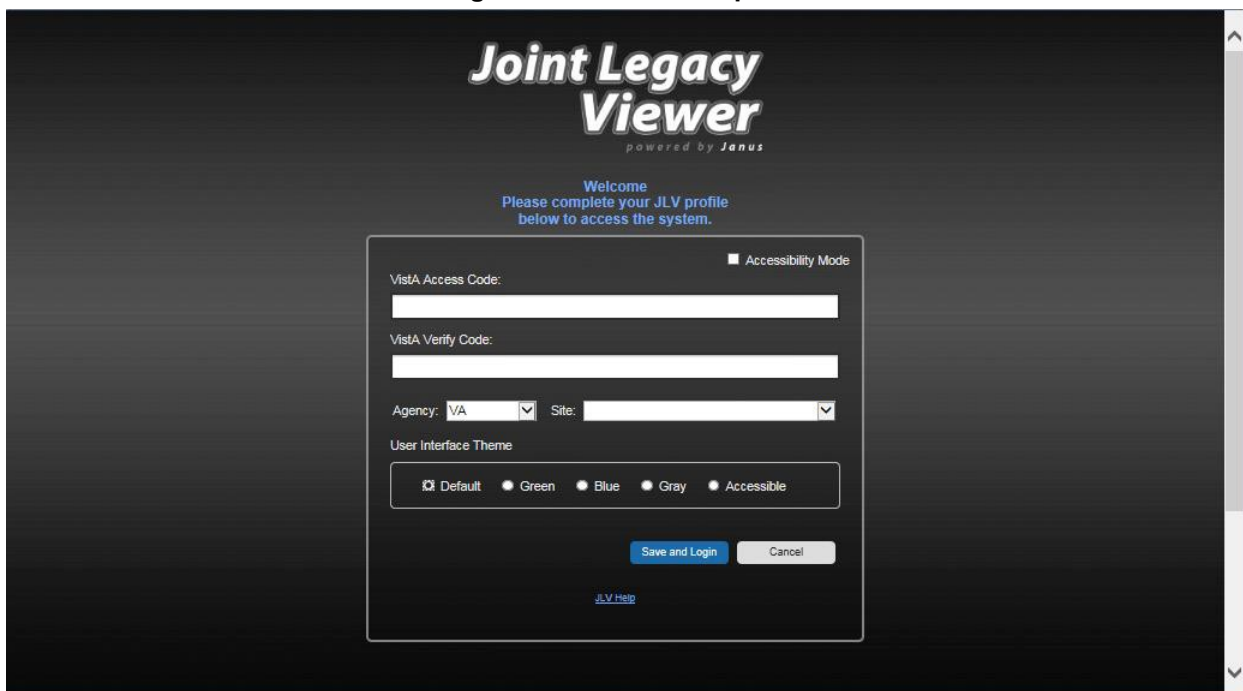 Joint Legacy
Viewer
powered by Janus
Welcome
Please complete your JLV profile
below to access the system.
Accessibility Mode
VistA Access Code:
VistA Verify Code:
Agency: VA Site:
User Interface Theme
Default Green Blue Gray Accessible
Save and Login Cancel
JLV Help